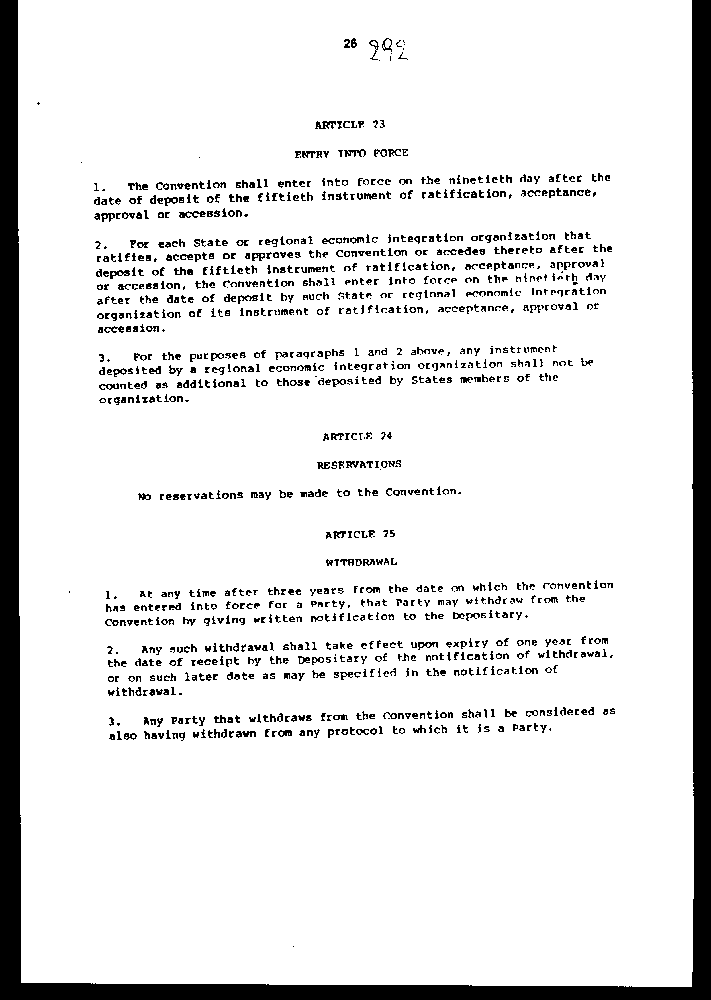 26 292
ARTICLE 23
ENTRY INTO FORCE
1. The Convention shall enter into force on the ninetieth day after the
date of deposit of the fiftieth instrument of ratification, acceptance,
approval or accession.
2. For each State or regional economic integration organization that
ratifies, accepts or approves the Convention or accedes thereto after the
deposit of the fiftieth instrument of ratification, acceptance, approval
or accession, the Convention shall enter into force on the ninetieth day
after the date of deposit by such State or regional economic integration
organization of its instrument of ratification, acceptance, approval or
accession.
3. For the purposes of paragraphs 1 and 2 above, any instrument
deposited by a regional economic integration organization shall not be
counted as additional to those deposited by States members of the
organization.
ARTICLE 24
RESERVATIONS
No reservations may be made to the Convention.
ARTICLE 25
WITHDRAWAL
1. At any time after three years from the date on which the Convention
has entered into force for a Party, that Party may withdraw from the
Convention by giving written notification to the Depositary.
2. Any such withdrawal shall take effect upon expiry of one year from
the date of receipt by the Depositary of the notification of withdrawal,
or on such later date as may be specified in the notification of
withdrawal.
3. Any Party that withdraws from the Convention shall be considered as
also having withdrawn from any protocol to which it is a Party.